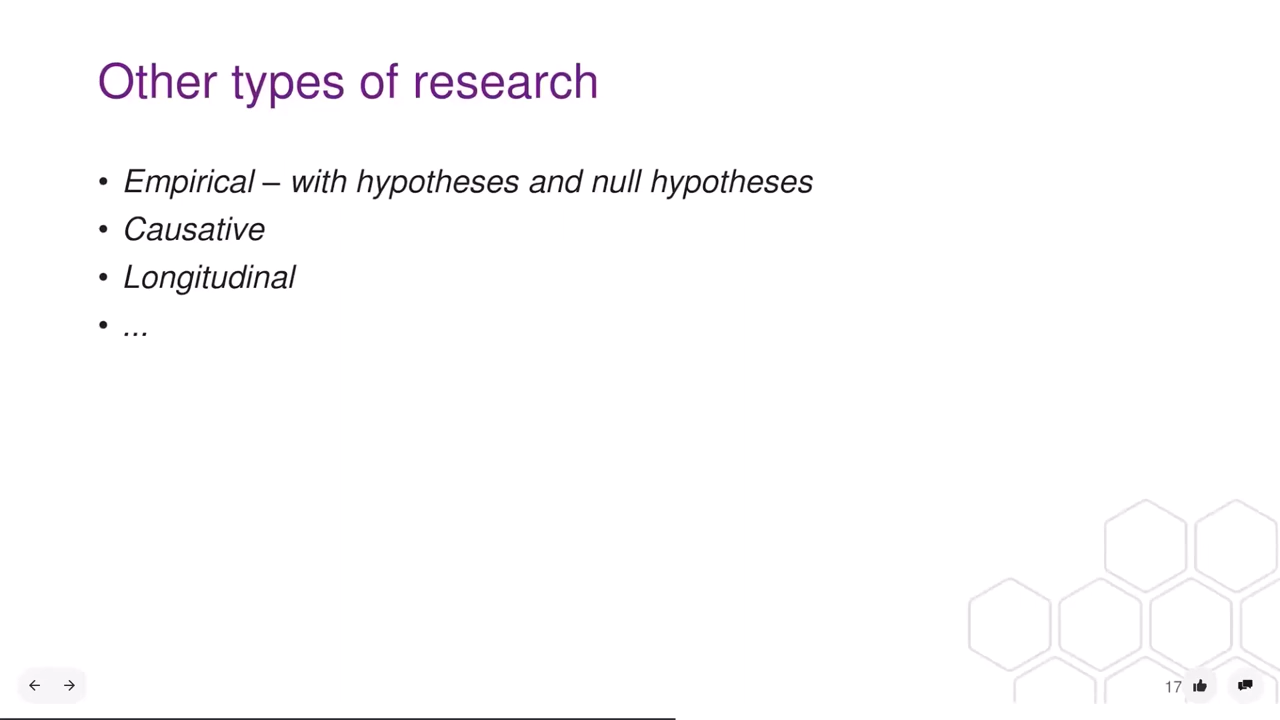 Other types of research
• Empirical – with hypotheses and null hypotheses
• Causative
• Longitudinal
• ...
17